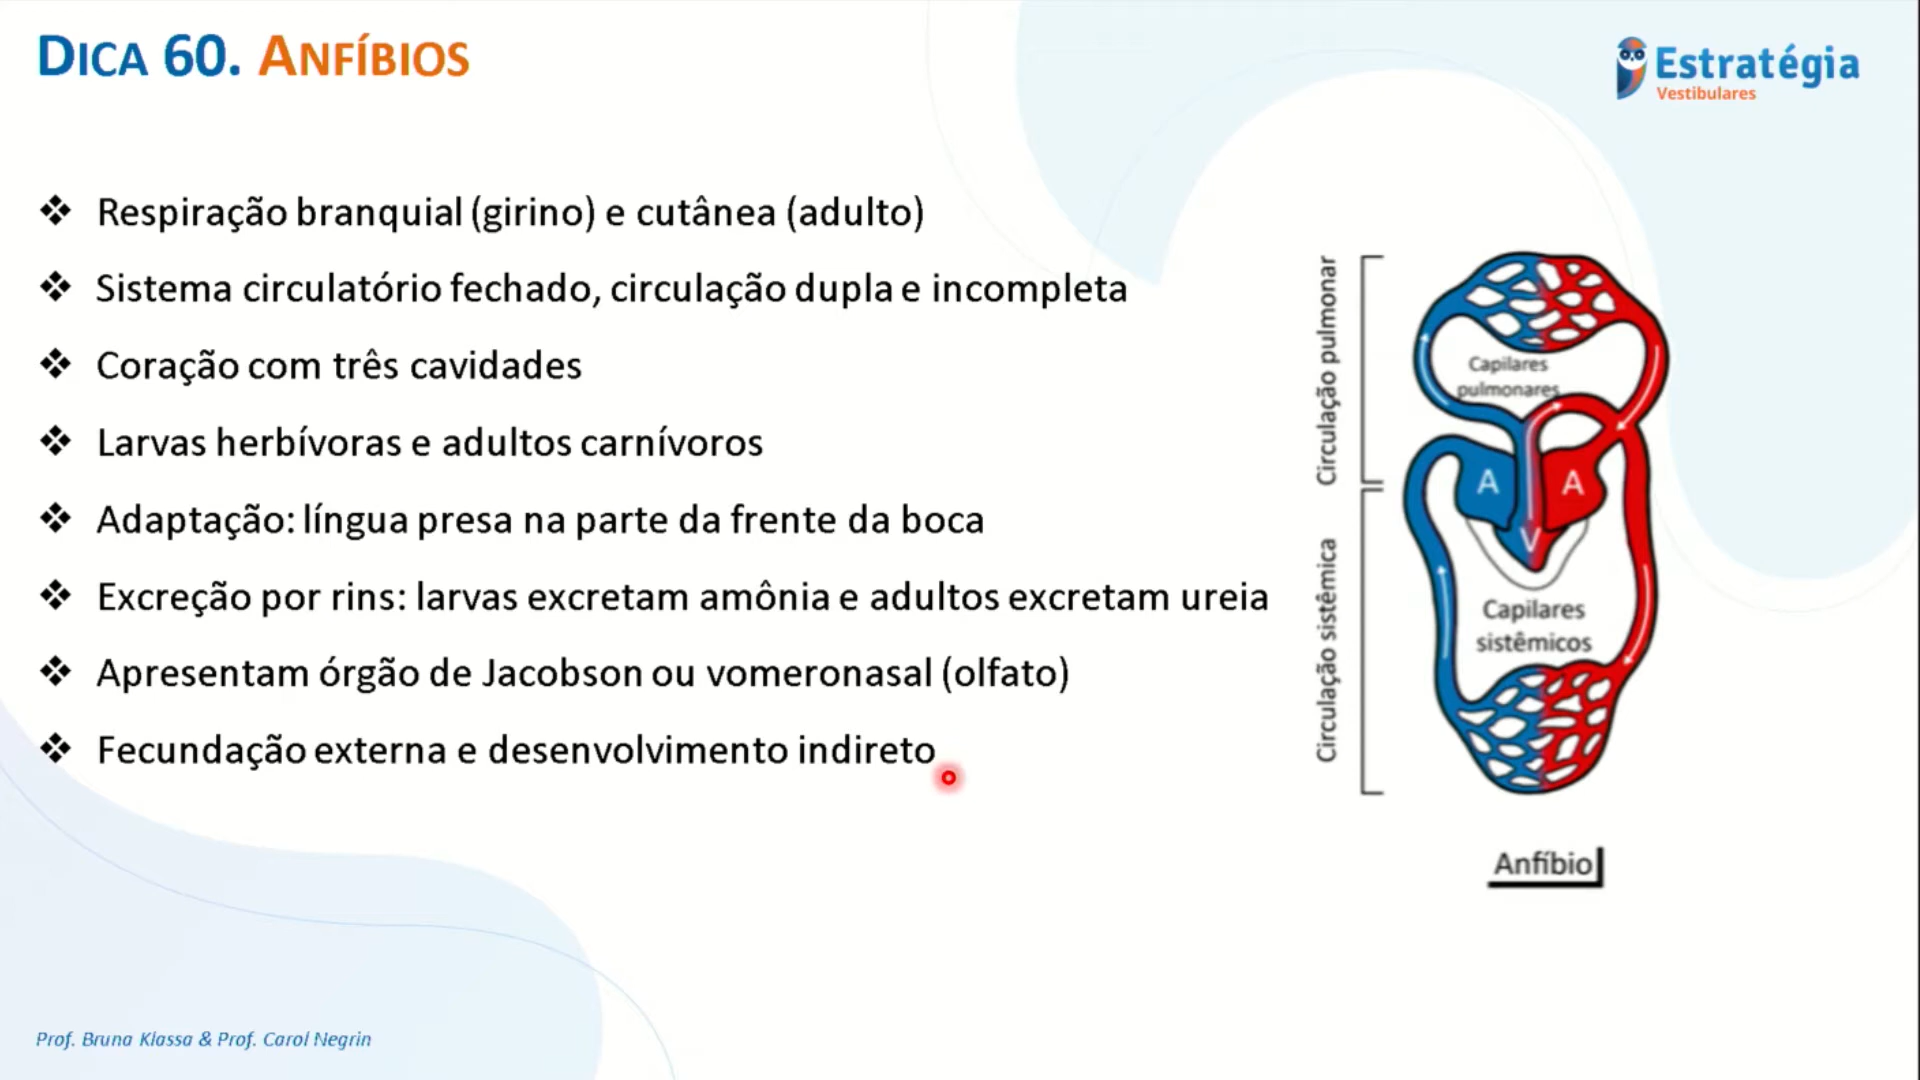 DICA 60. ANFÍBIOS
Estratégia
Vestibulares
❖ Respiração branquial (girino) e cutânea (adulto)
❖ Sistema circulatório fechado, circulação dupla e incompleta
❖ Coração com três cavidades
❖ Larvas herbívoras e adultos carnívoros
❖ Adaptação: língua presa na parte da frente da boca
❖ Excreção por rins: larvas excretam amônia e adultos excretam ureia
❖ Apresentam órgão de Jacobson ou vomeronasal (olfato)
❖ Fecundação externa e desenvolvimento indireto
Circulação pulmonar
Capilares
pulmonares
A
A
V
Circulação sistêmica
Capilares
sistêmicos
Anfíbio
Prof. Bruna Klassa & Prof. Carol Negrin